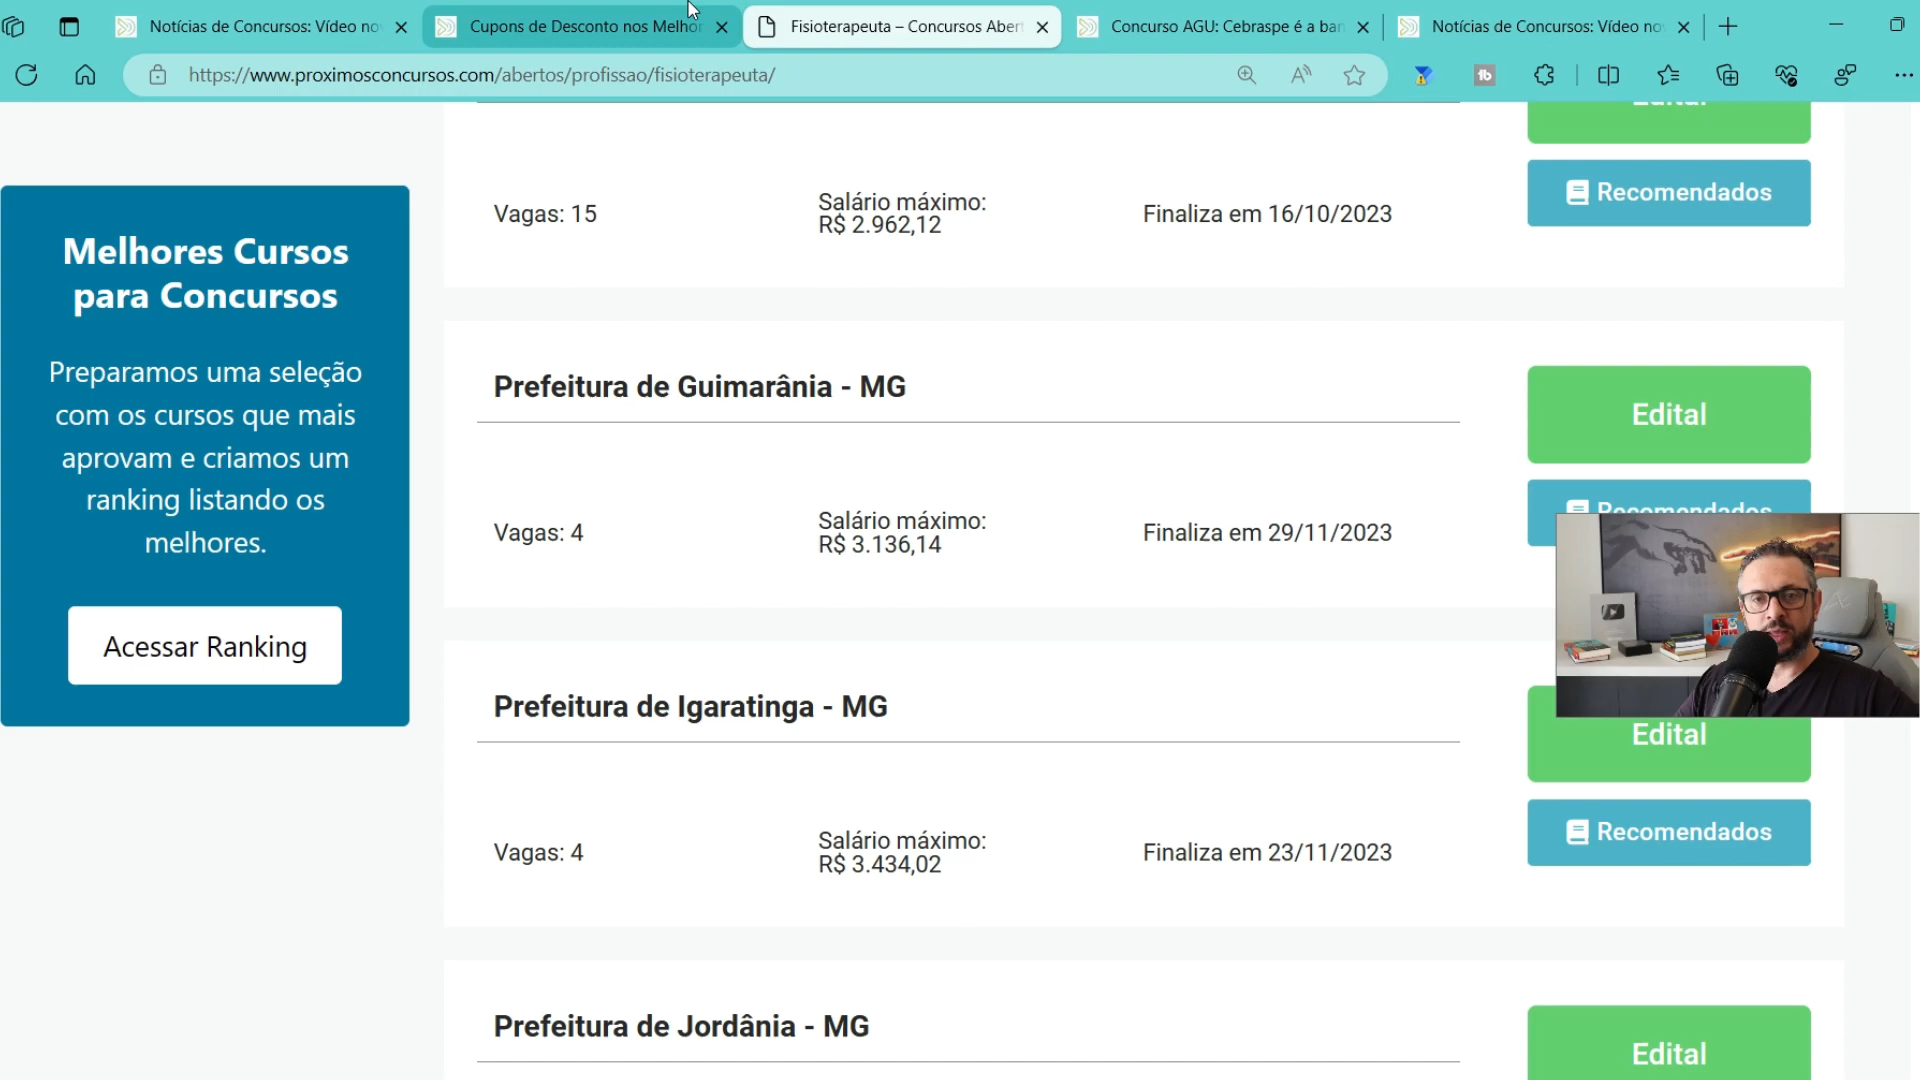 Notícias de Concursos: Vídeo no
Cupons de Desconto nos Melho
Fisioterapeuta – Concursos Aber
Concurso AGU: Cebraspe é a ban
Notícias de Concursos: Vídeo no
https://www.proximosconcursos.com/abertos/profissao/fisioterapeuta/
Edital
Vagas: 15
Salário máximo:
R$ 2.962,12
Finaliza em 16/10/2023
Recomendados
Melhores Cursos
para Concursos
Preparamos uma seleção
com os cursos que mais
aprovam e criamos um
ranking listando os
melhores.
Acessar Ranking
Prefeitura de Guimarânia - MG
Edital
Vagas: 4
Salário máximo:
R$ 3.136,14
Finaliza em 29/11/2023
Recomendados
Prefeitura de Igaratinga - MG
Edital
Vagas: 4
Salário máximo:
R$ 3.434,02
Finaliza em 23/11/2023
Recomendados
Prefeitura de Jordânia - MG
Edital